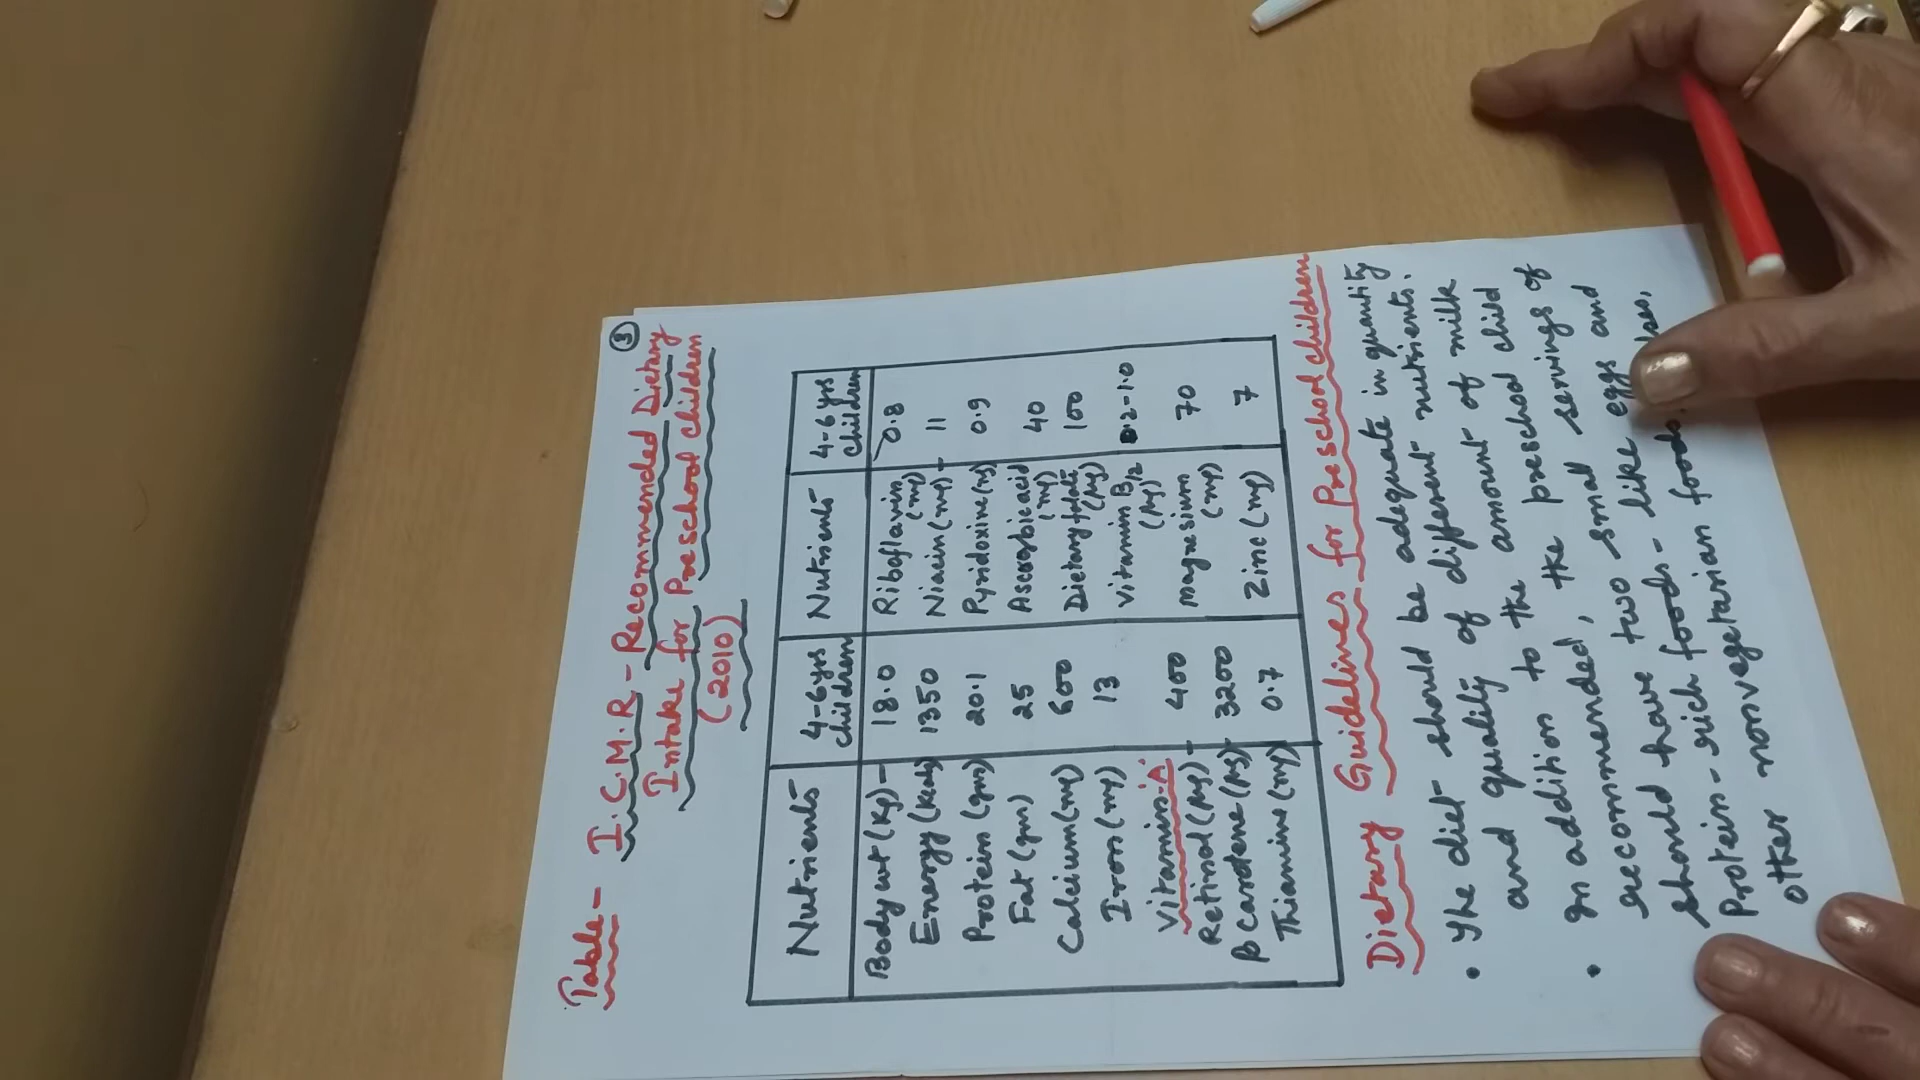 ③
Table - I.C.M.R - Recommended Dietary
Intake for Preschool children
(2010)
Nutrients 4-6yrs children Nutrients 4-6yrs children
Body wt (Kg) - 18.0 Riboflavin (mg) 0.8
Energy (Kcals) 1350 Niacin (mg) 11
Protein (gm) 20.1 Pyridoxine (mg) 0.9
Fat (gm) 25 Ascorbic acid (mg) 40
Calcium (mg) 600 Dietary folate (µg) 100
Iron (mg) 13 Vitamin B12 (µg) 0.2-1.0
Vitamin-'A'
Retinol (µg) - 400 Magnesium (mg) 70
β Carotene (µg) 3200
Thiamine (mg) 0.7 Zinc (mg) 7
Dietary Guidelines for Preschool children
• The diet should be adequate in quantity
and quality of different nutrients.
• In addition to the amount of milk
recommended, the preschool child
should have two small servings of
Protein-rich foods - like eggs and
other nonvegetarian foods,